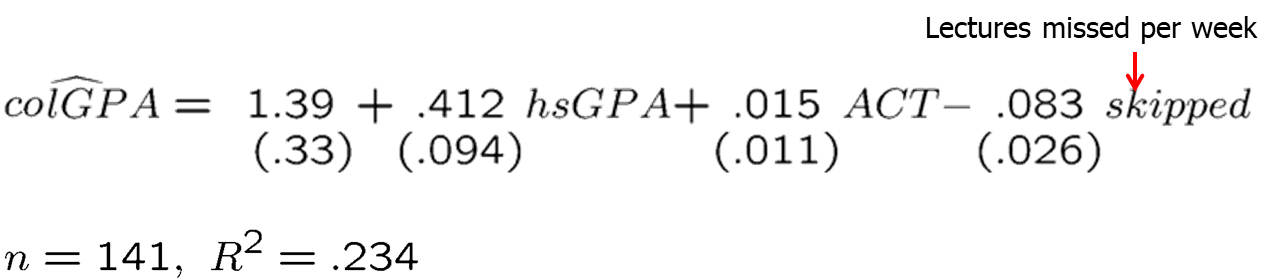 Lectures missed per week
\widehat{colGPA} = 1.39 + .412 hsGPA + .015 ACT − .083 skipped
(.33) (.094) (.011) (.026)
n = 141, R² = .234